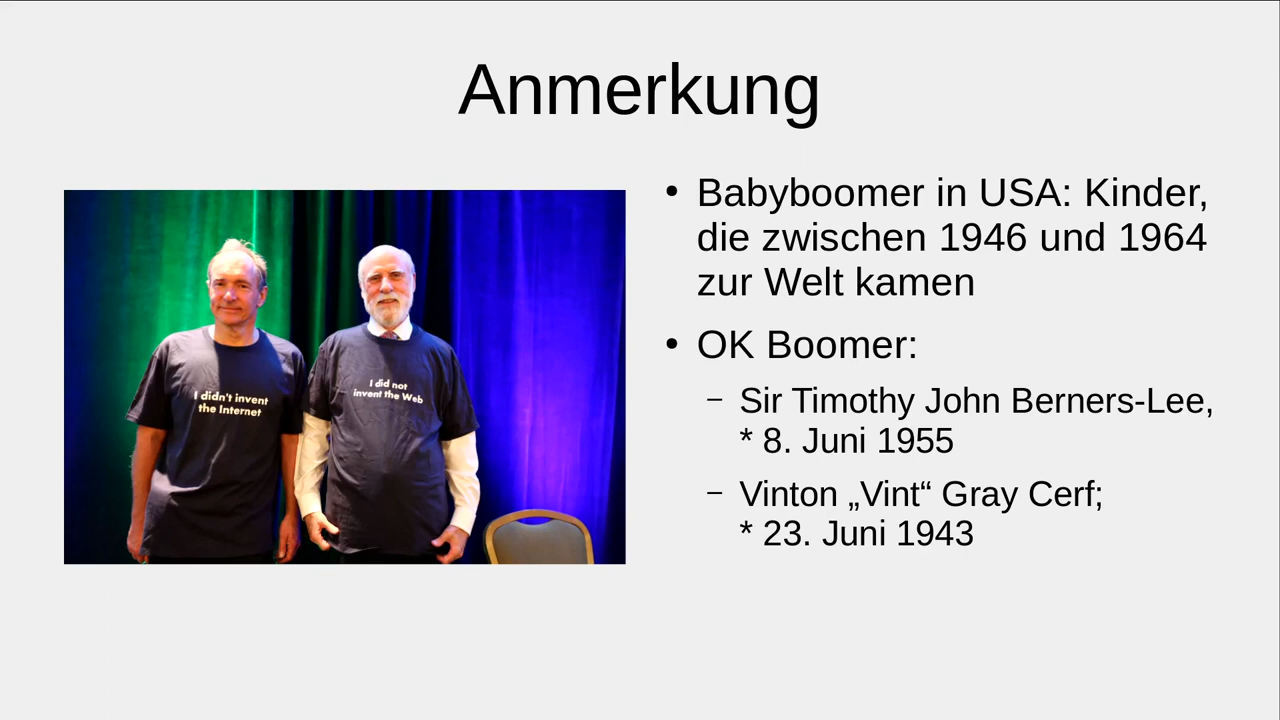 Anmerkung
I didn't invent
the Internet
I did not
invent the Web
• Babyboomer in USA: Kinder,
die zwischen 1946 und 1964
zur Welt kamen
• OK Boomer:
– Sir Timothy John Berners-Lee,
* 8. Juni 1955
– Vinton „Vint“ Gray Cerf;
* 23. Juni 1943